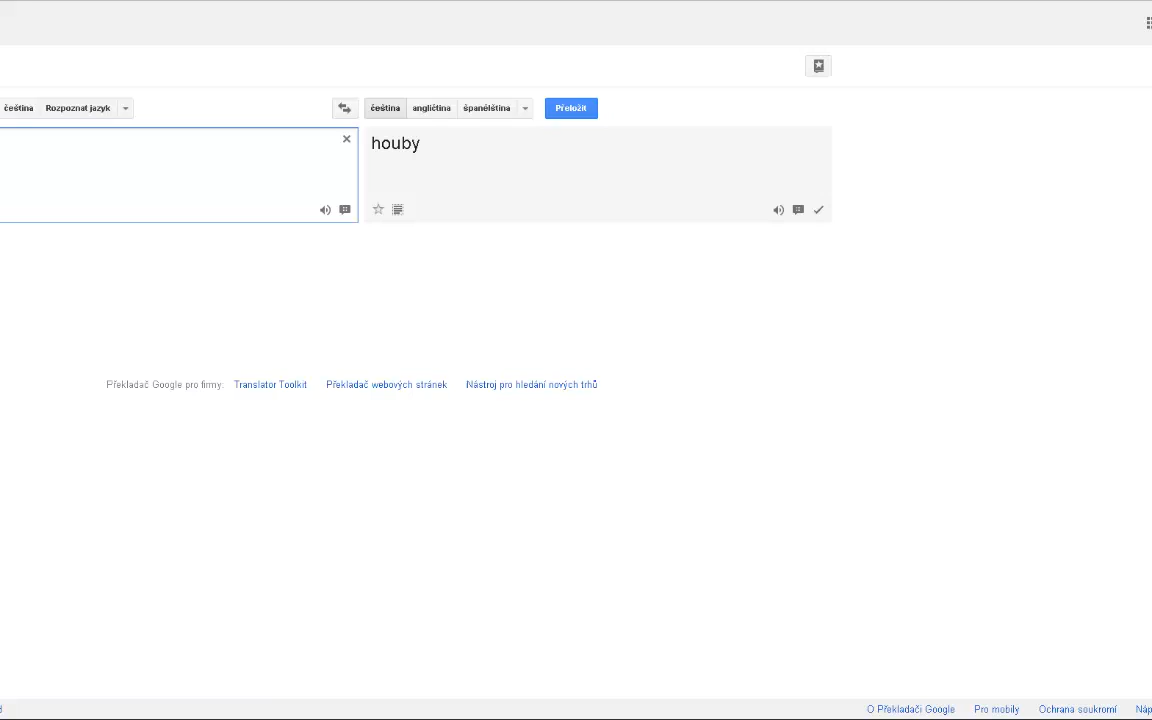 čeština Rozpoznat jazyk
čeština angličtina španělština Přeložit
houby
Překladač Google pro firmy: Translator Toolkit Překladač webových stránek Nástroj pro hledání nových trhů
O Překladači Google Pro mobily Ochrana soukromí